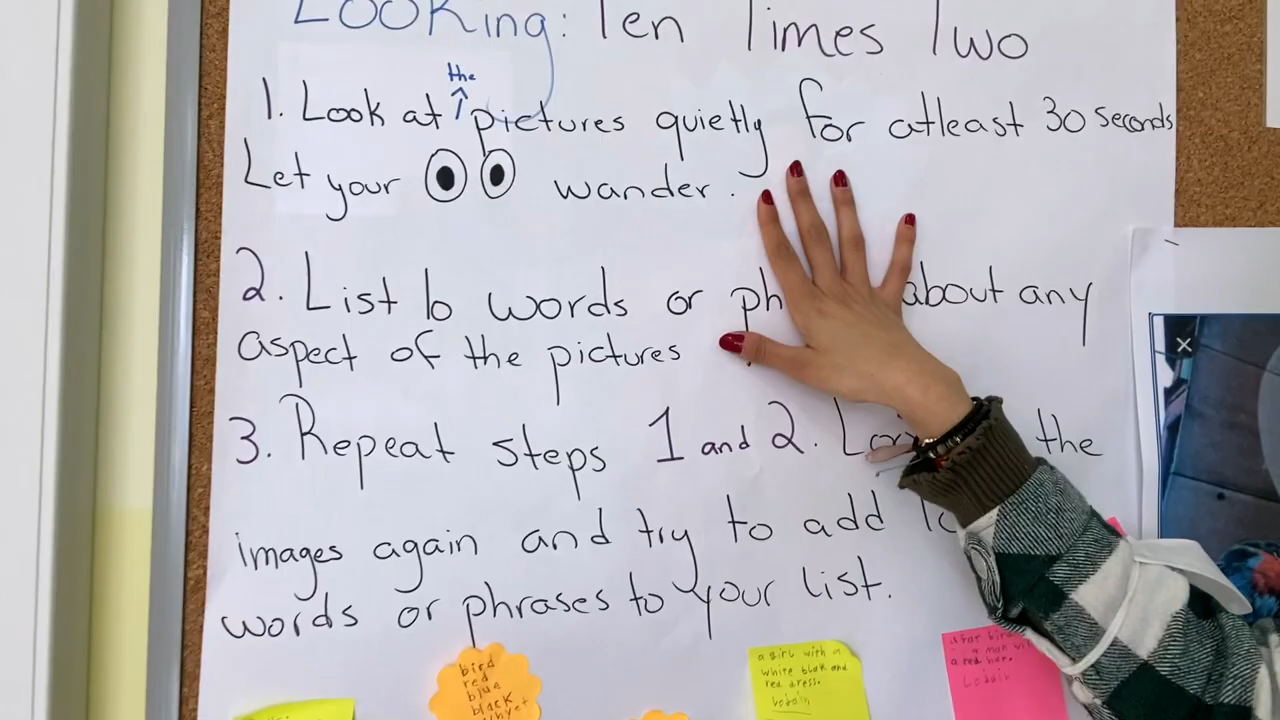 Looking: Ten Times Two
1. Look at the pictures quietly for atleast 30 seconds
Let your wander.
2. List 10 words or about any
aspect of the pictures
3. Repeat steps 1 and 2. the
images again and try to add
words or phrases to your list.
bird
red
blue
black
a girl with a
white blak and
red dress.
a man
a red